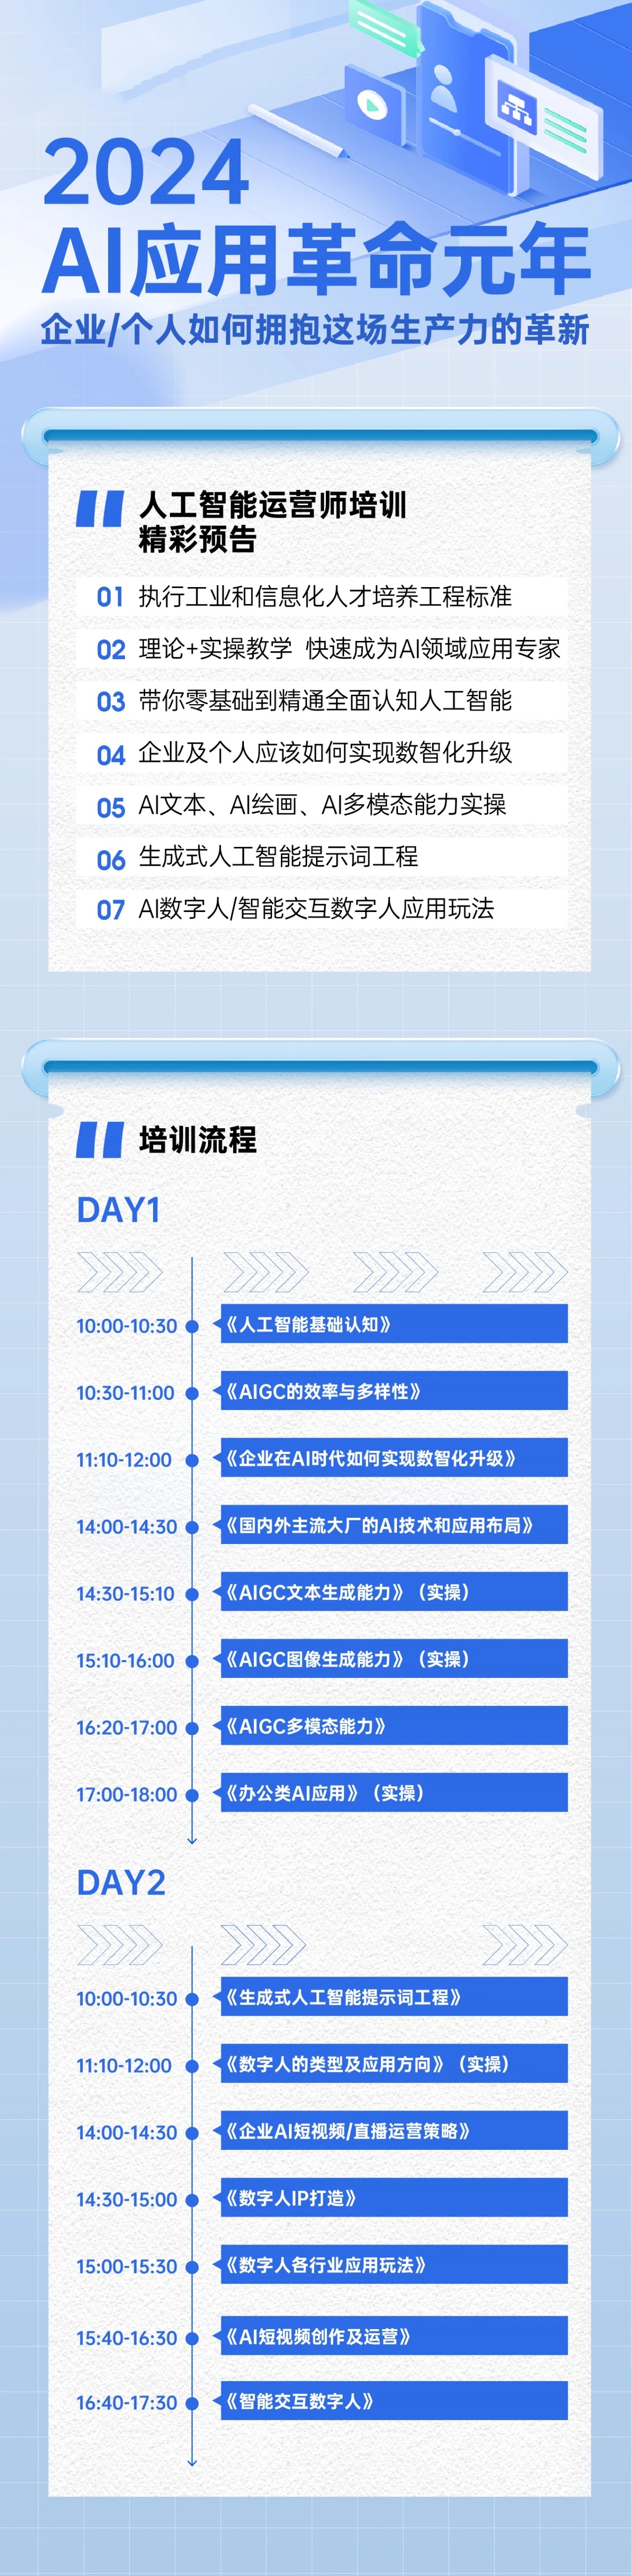 2024
AI应用革命元年
企业/个人如何拥抱这场生产力的革新
人工智能运营师培训
精彩预告
01 执行工业和信息化人才培养工程标准
02 理论+实操教学 快速成为AI领域应用专家
03 带你零基础到精通全面认知人工智能
04 企业及个人应该如何实现数智化升级
05 AI文本、AI绘画、AI多模态能力实操
06 生成式人工智能提示词工程
07 AI数字人/智能交互数字人应用玩法
培训流程
DAY1
10:00-10:30 《人工智能基础认知》
10:30-11:00 《AIGC的效率与多样性》
11:10-12:00 《企业在AI时代如何实现数智化升级》
14:00-14:30 《国内外主流大厂的AI技术和应用布局》
14:30-15:10 《AIGC文本生成能力》（实操）
15:10-16:00 《AIGC图像生成能力》（实操）
16:20-17:00 《AIGC多模态能力》
17:00-18:00 《办公类AI应用》（实操）
DAY2
10:00-10:30 《生成式人工智能提示词工程》
11:10-12:00 《数字人的类型及应用方向》（实操）
14:00-14:30 《企业AI短视频/直播运营策略》
14:30-15:00 《数字人IP打造》
15:00-15:30 《数字人各行业应用玩法》
15:40-16:30 《AI短视频创作及运营》
16:40-17:30 《智能交互数字人》